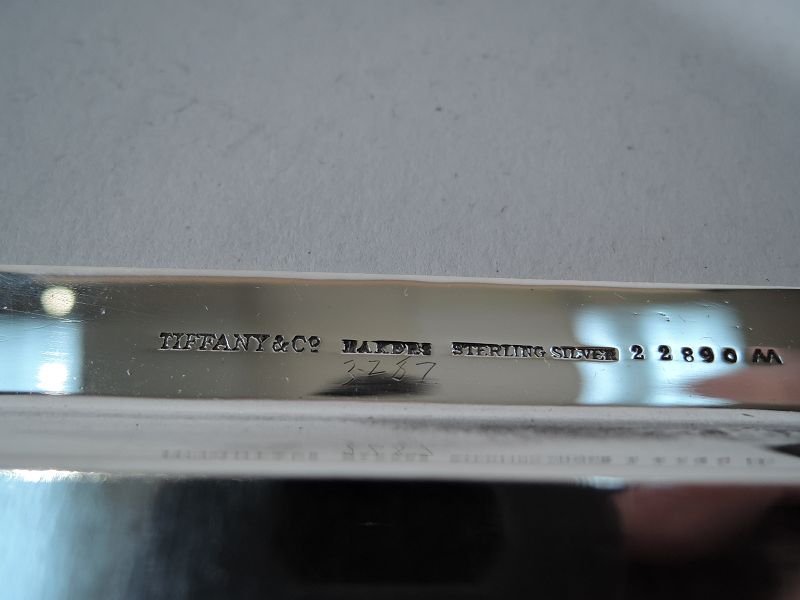 TIFFANY & Co MAKERS STERLING SILVER 22890 M
3287